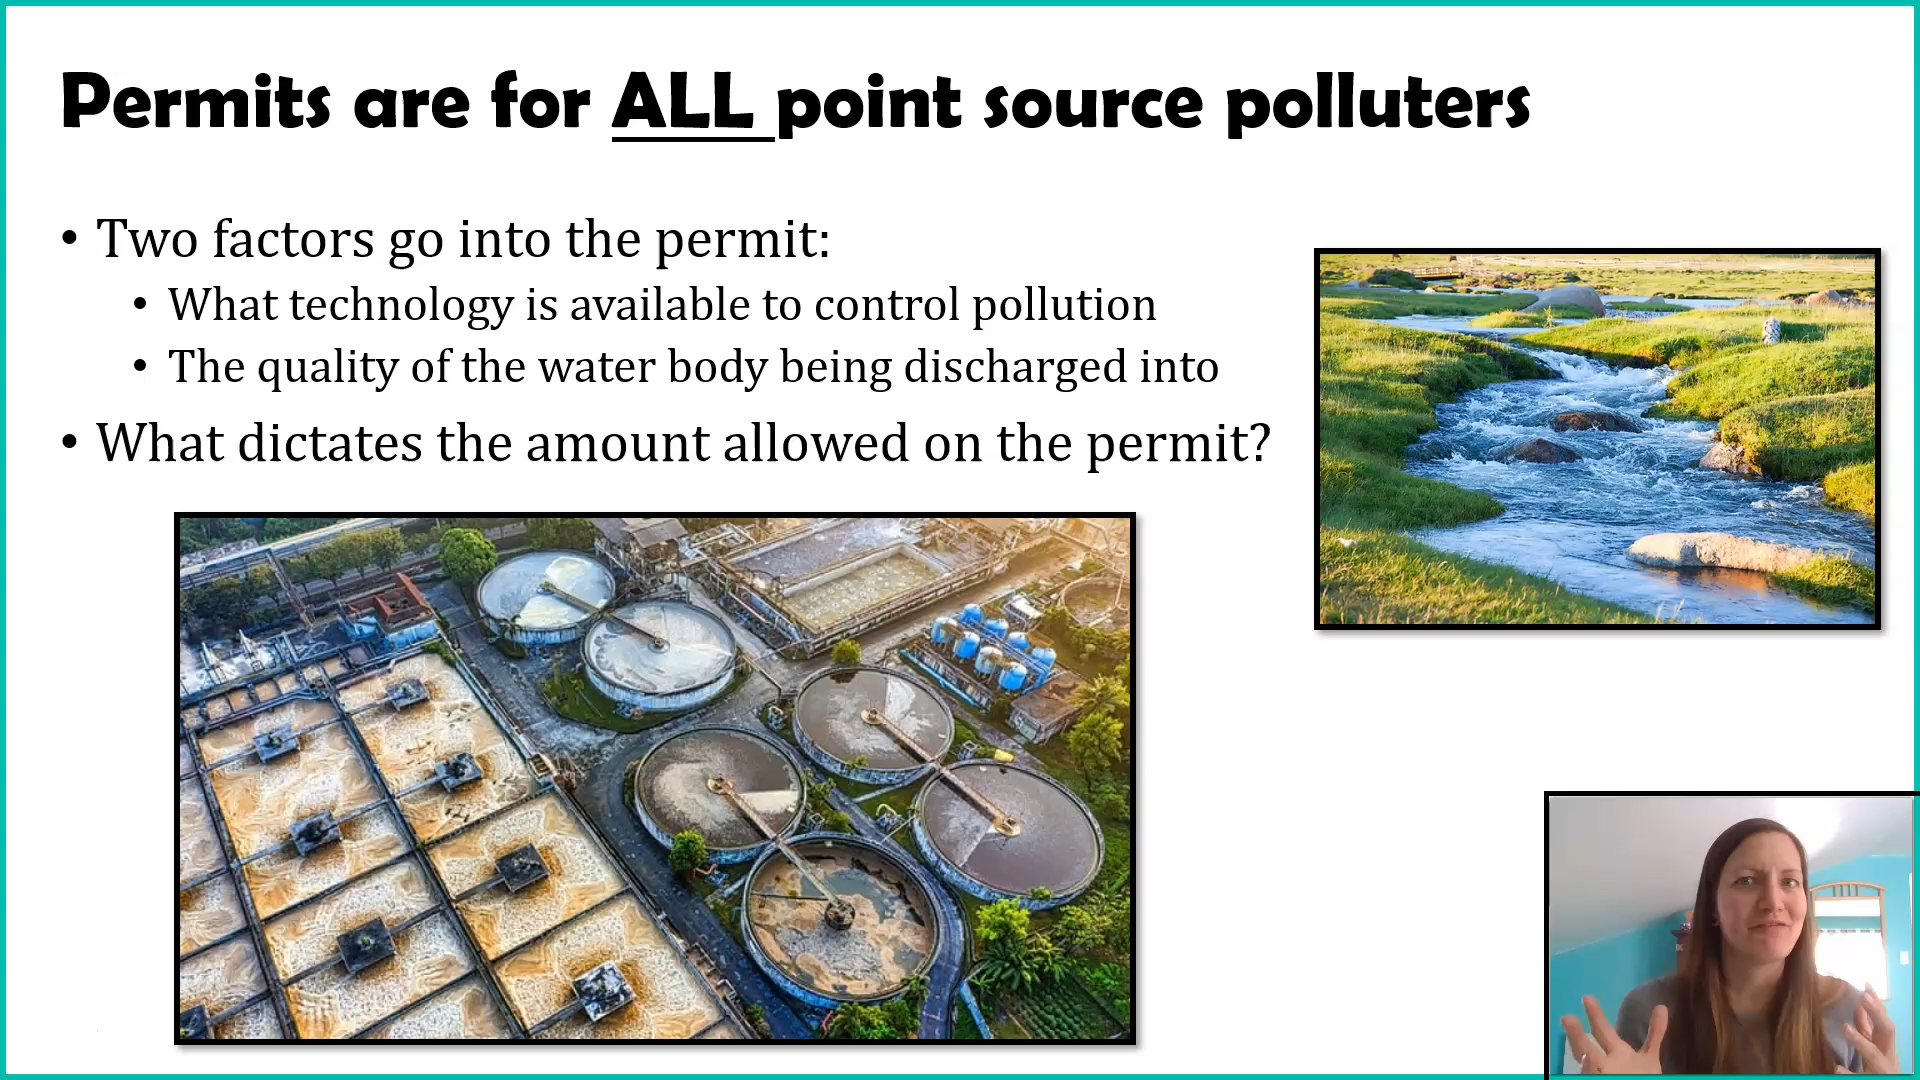 Permits are for ALL point source polluters
• Two factors go into the permit:
• What technology is available to control pollution
• The quality of the water body being discharged into
• What dictates the amount allowed on the permit?